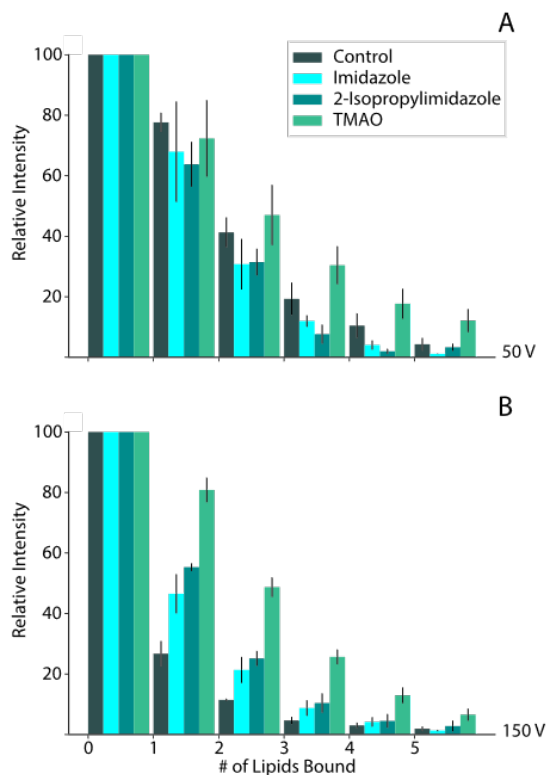 A
100
80
60
40
20
Relative Intensity
Control
Imidazole
2-Isopropylimidazole
TMAO
50 V
B
100
80
60
40
20
Relative Intensity
150 V
0 1 2 3 4 5
# of Lipids Bound